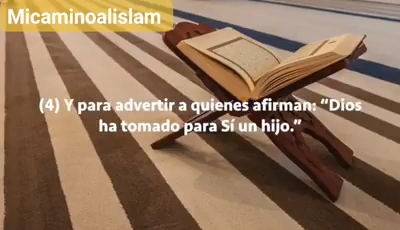 Micaminoalislam
(4) Y para advertir a quienes afirman: “Dios
ha tomado para Sí un hijo.”